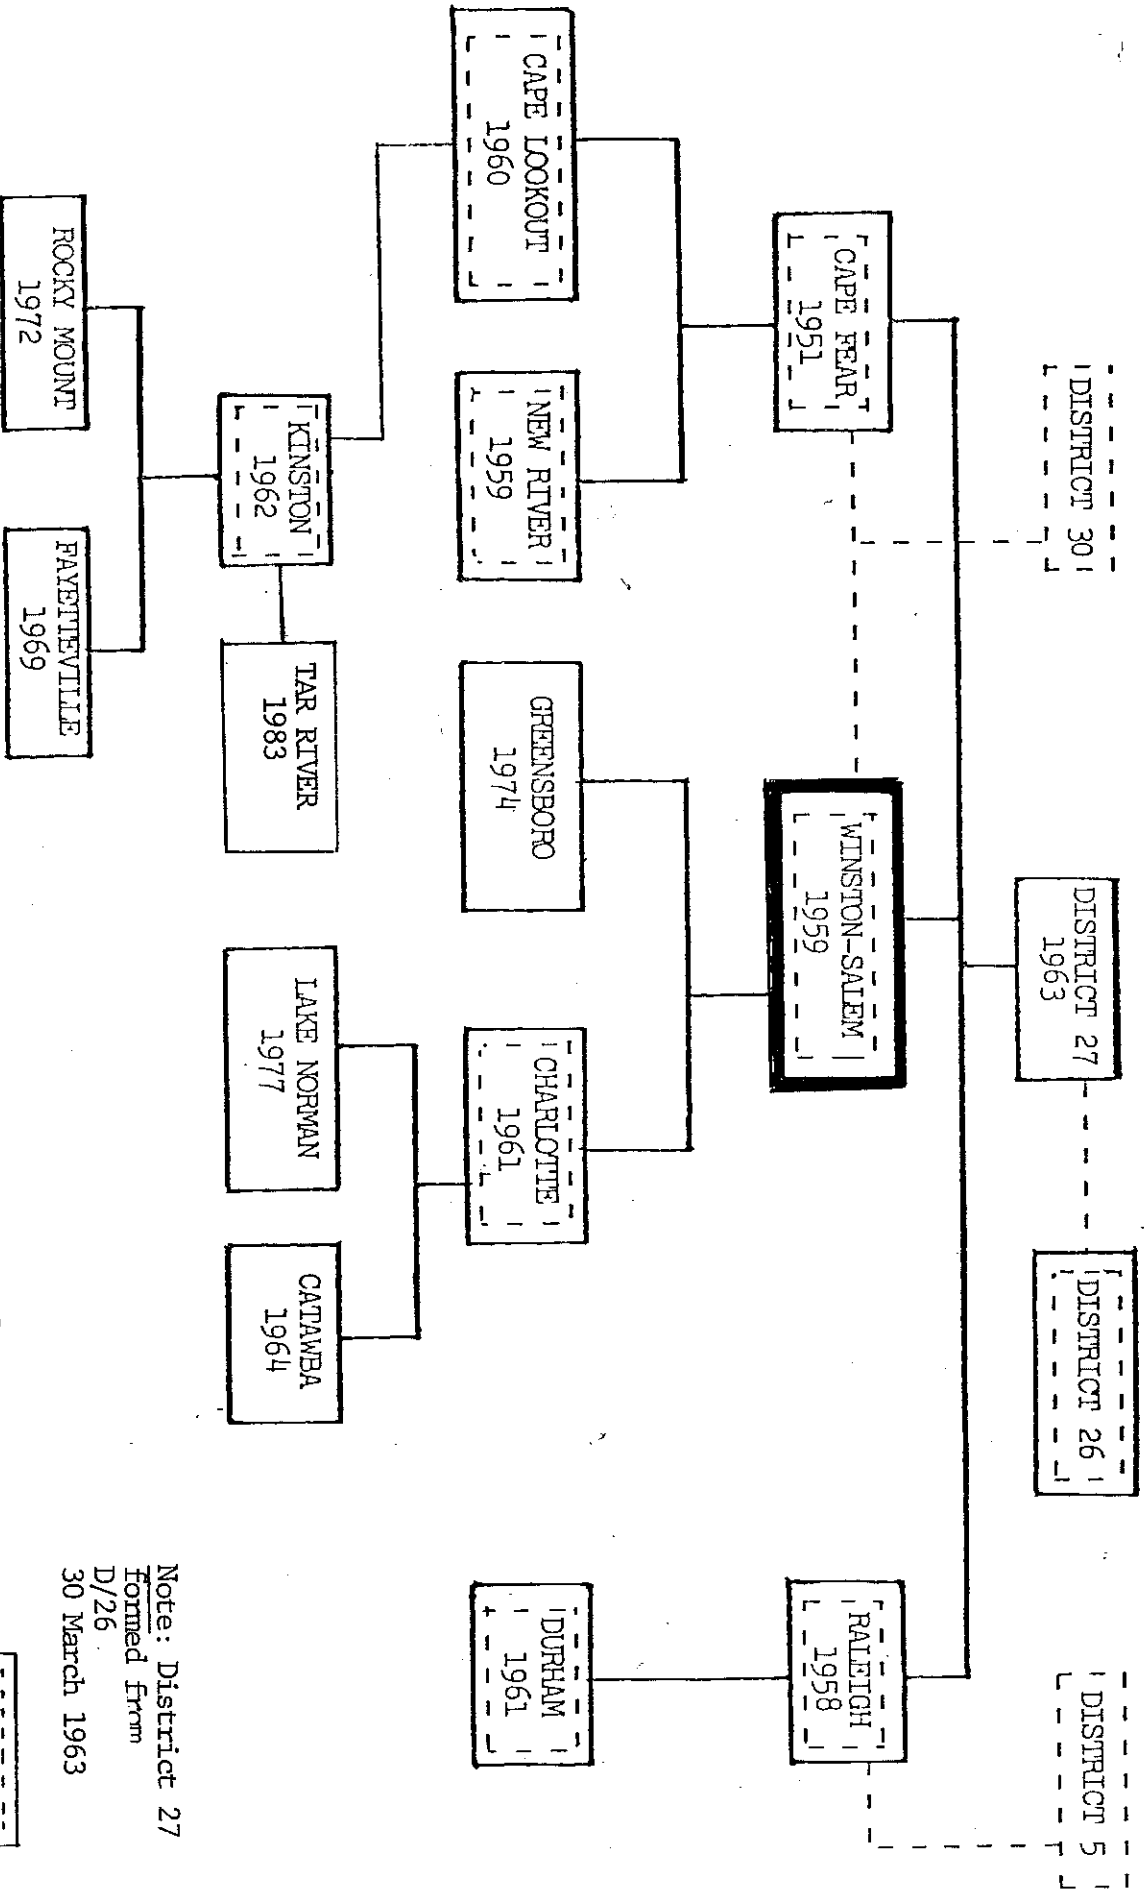 DISTRICT 30
DISTRICT 27
1963
DISTRICT 26
DISTRICT 5
CAPE FEAR
1951
WINSTON-SALEM
1959
RALEIGH
1958
CAPE LOOKOUT
1960
NEW RIVER
1959
GREENSBORO
1974
CHARLOTTE
1961
DURHAM
1961
KINSTON
1962
TAR RIVER
1983
LAKE NORMAN
1977
CATAWBA
1964
ROCKY MOUNT
1972
FAYETTEVILLE
1969
Note: District 27
formed from
D/26
30 March 1963